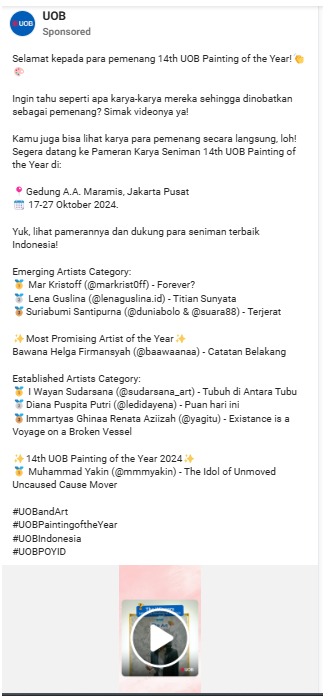 UOB
UOB
Sponsored
Selamat kepada para pemenang 14th UOB Painting of the Year! 👏
🎨
Ingin tahu seperti apa karya-karya mereka sehingga dinobatkan
sebagai pemenang? Simak videonya ya!
Kamu juga bisa lihat karya para pemenang secara langsung, loh!
Segera datang ke Pameran Karya Seniman 14th UOB Painting of
the Year di:
📍 Gedung A.A. Maramis, Jakarta Pusat
🗓️ 17-27 Oktober 2024.
Yuk, lihat pamerannya dan dukung para seniman terbaik
Indonesia!
Emerging Artists Category:
🥇 Mar Kristoff (@markrist0ff) - Forever?
🥈 Lena Guslina (@lenaguslina.id) - Titian Sunyata
🥉 Suriabumi Santipurna (@duniabolo & @suara88) - Terjerat
✨Most Promising Artist of the Year✨
Bawana Helga Firmansyah (@baawaanaa) - Catatan Belakang
Established Artists Category:
🥇 I Wayan Sudarsana (@sudarsana_art) - Tubuh di Antara Tubu
🥈 Diana Puspita Putri (@ledidayena) - Puan hari ini
🥉 Immartyas Ghinaa Renata Aziizah (@yagitu) - Existance is a
Voyage on a Broken Vessel
✨14th UOB Painting of the Year 2024✨
🥇 Muhammad Yakin (@mmmyakin) - The Idol of Unmoved
Uncaused Cause Mover
#UOBandArt
#UOBPaintingoftheYear
#UOBIndonesia
#UOBPOYID